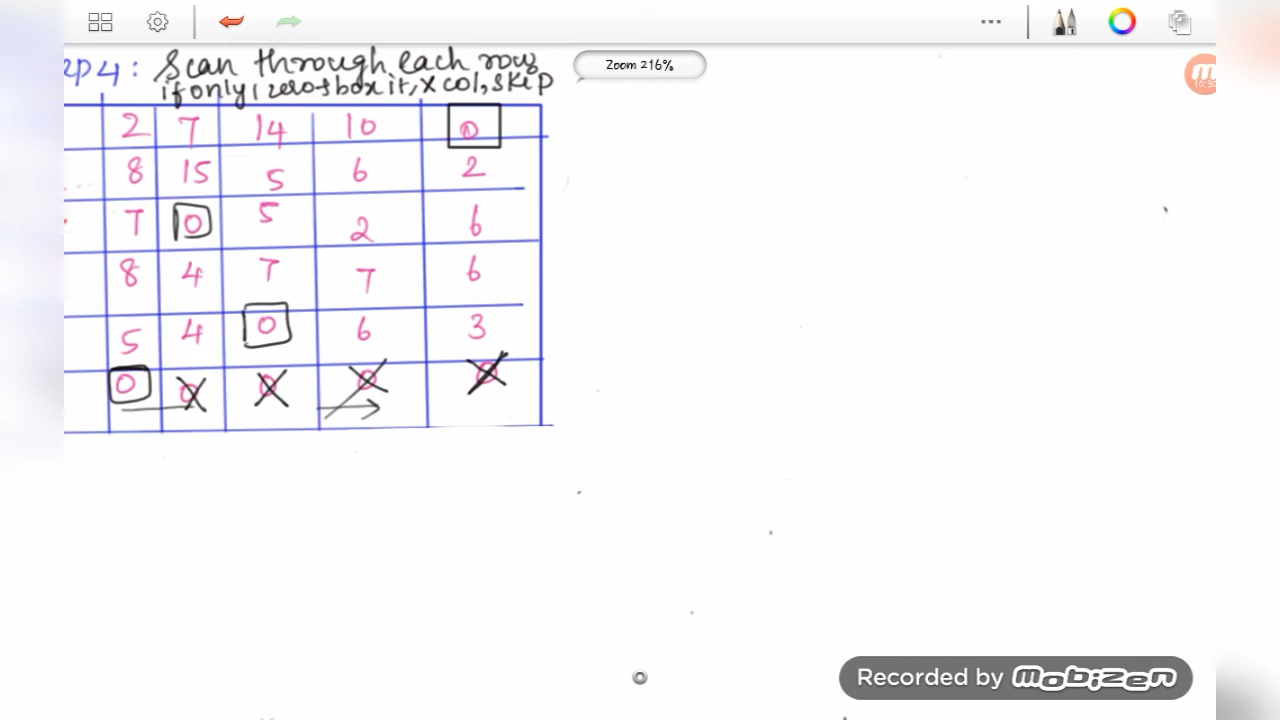 Zoom 216%
ep4: Scan through each row
if only 1 zero → box it, X col, skip
2 7 14 10 0
8 15 5 6 2
7 0 5 2 6
8 4 7 7 6
5 4 0 6 3
0 0 0 0 0
10:30
Recorded by mobizen